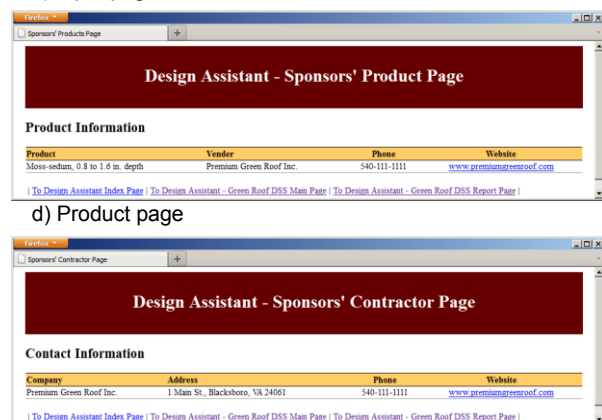 Firefox
Sponsors' Products Page
+
Design Assistant - Sponsors' Product Page
Product Information
Product Vender Phone Website
Moss-sedum, 0.8 to 1.6 in. depth Premium Green Roof Inc. 540-111-1111 www.premiumgreenroof.com
| To Design Assistant Index Page | To Design Assistant - Green Roof DSS Main Page | To Design Assistant - Green Roof DSS Report Page |
d) Product page
Firefox
Sponsors' Contractor Page
+
Design Assistant - Sponsors' Contractor Page
Contact Information
Company Address Phone Website
Premium Green Roof Inc. 1 Main St., Blacksboro, VA 24061 540-111-1111 www.premiumgreenroof.com
| To Design Assistant Index Page | To Design Assistant - Green Roof DSS Main Page | To Design Assistant - Green Roof DSS Report Page |